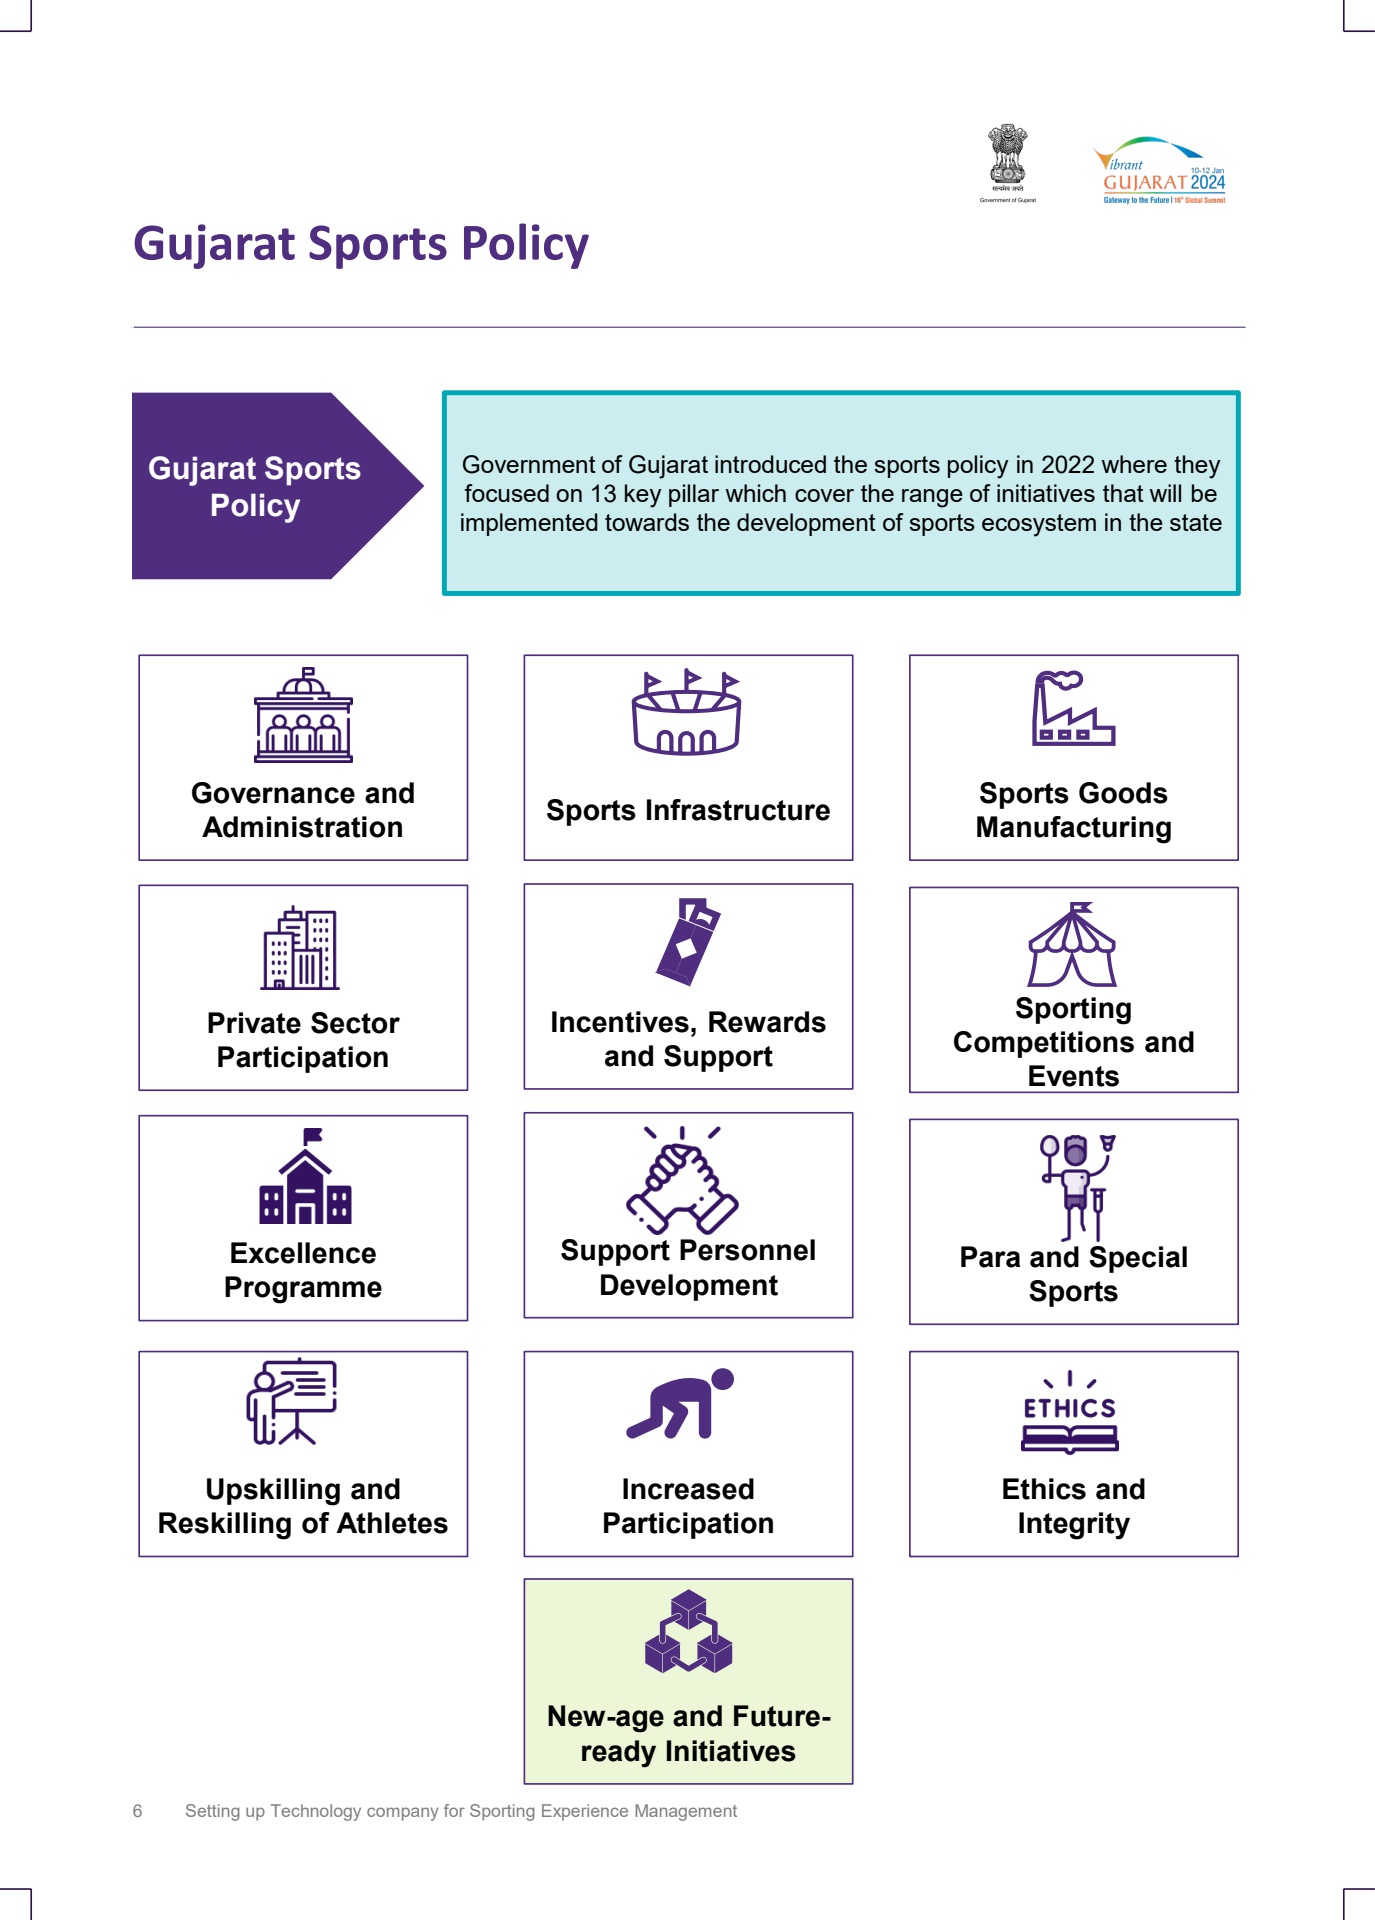 सत्यमेव जयते
Government of Gujarat
Vibrant
10-12 Jan
GUJARAT 2024
Gateway to the Future | 10th Global Summit
Gujarat Sports Policy
Gujarat Sports
Policy
Government of Gujarat introduced the sports policy in 2022 where they
focused on 13 key pillar which cover the range of initiatives that will be
implemented towards the development of sports ecosystem in the state
Governance and
Administration
Sports Infrastructure
Sports Goods
Manufacturing
Private Sector
Participation
Incentives, Rewards
and Support
Sporting
Competitions and
Events
Excellence
Programme
Support Personnel
Development
Para and Special
Sports
Upskilling and
Reskilling of Athletes
Increased
Participation
ETHICS
Ethics and
Integrity
New-age and Future-
ready Initiatives
6 Setting up Technology company for Sporting Experience Management